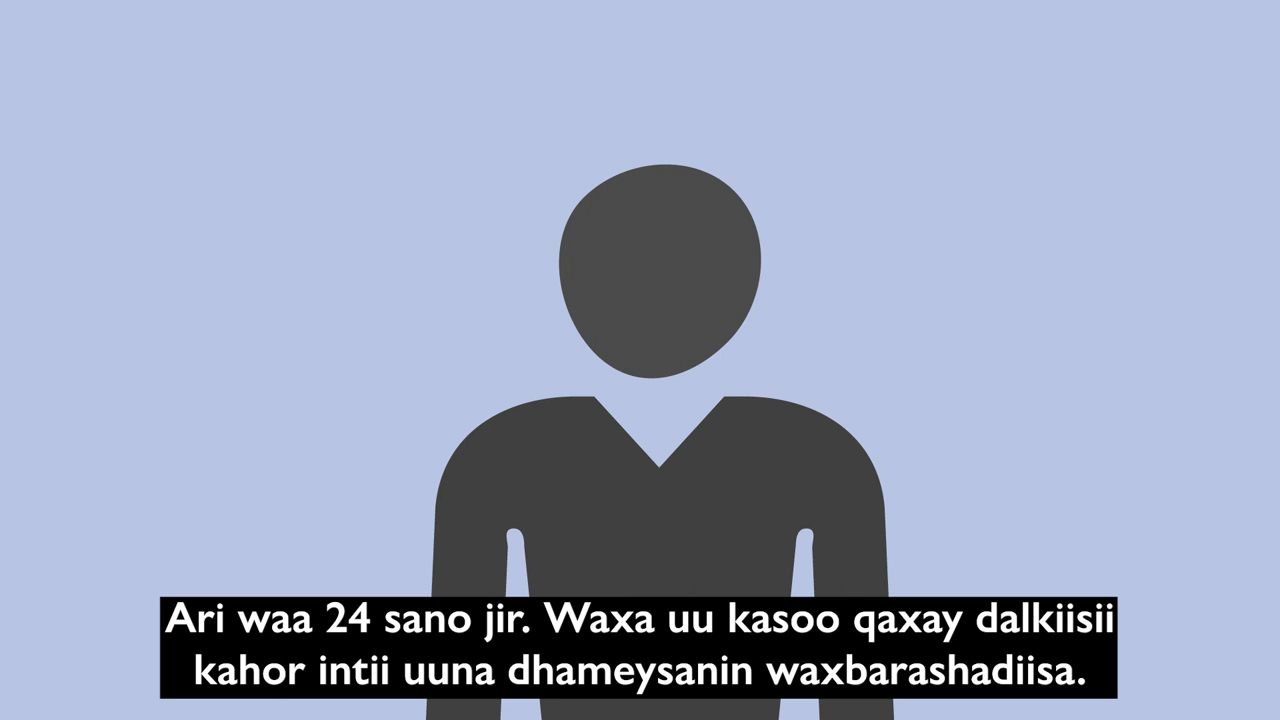 Ari waa 24 sano jir. Waxa uu kasoo qaxay dalkiisii
kahor intii uuna dhameysanin waxbarashadiisa.